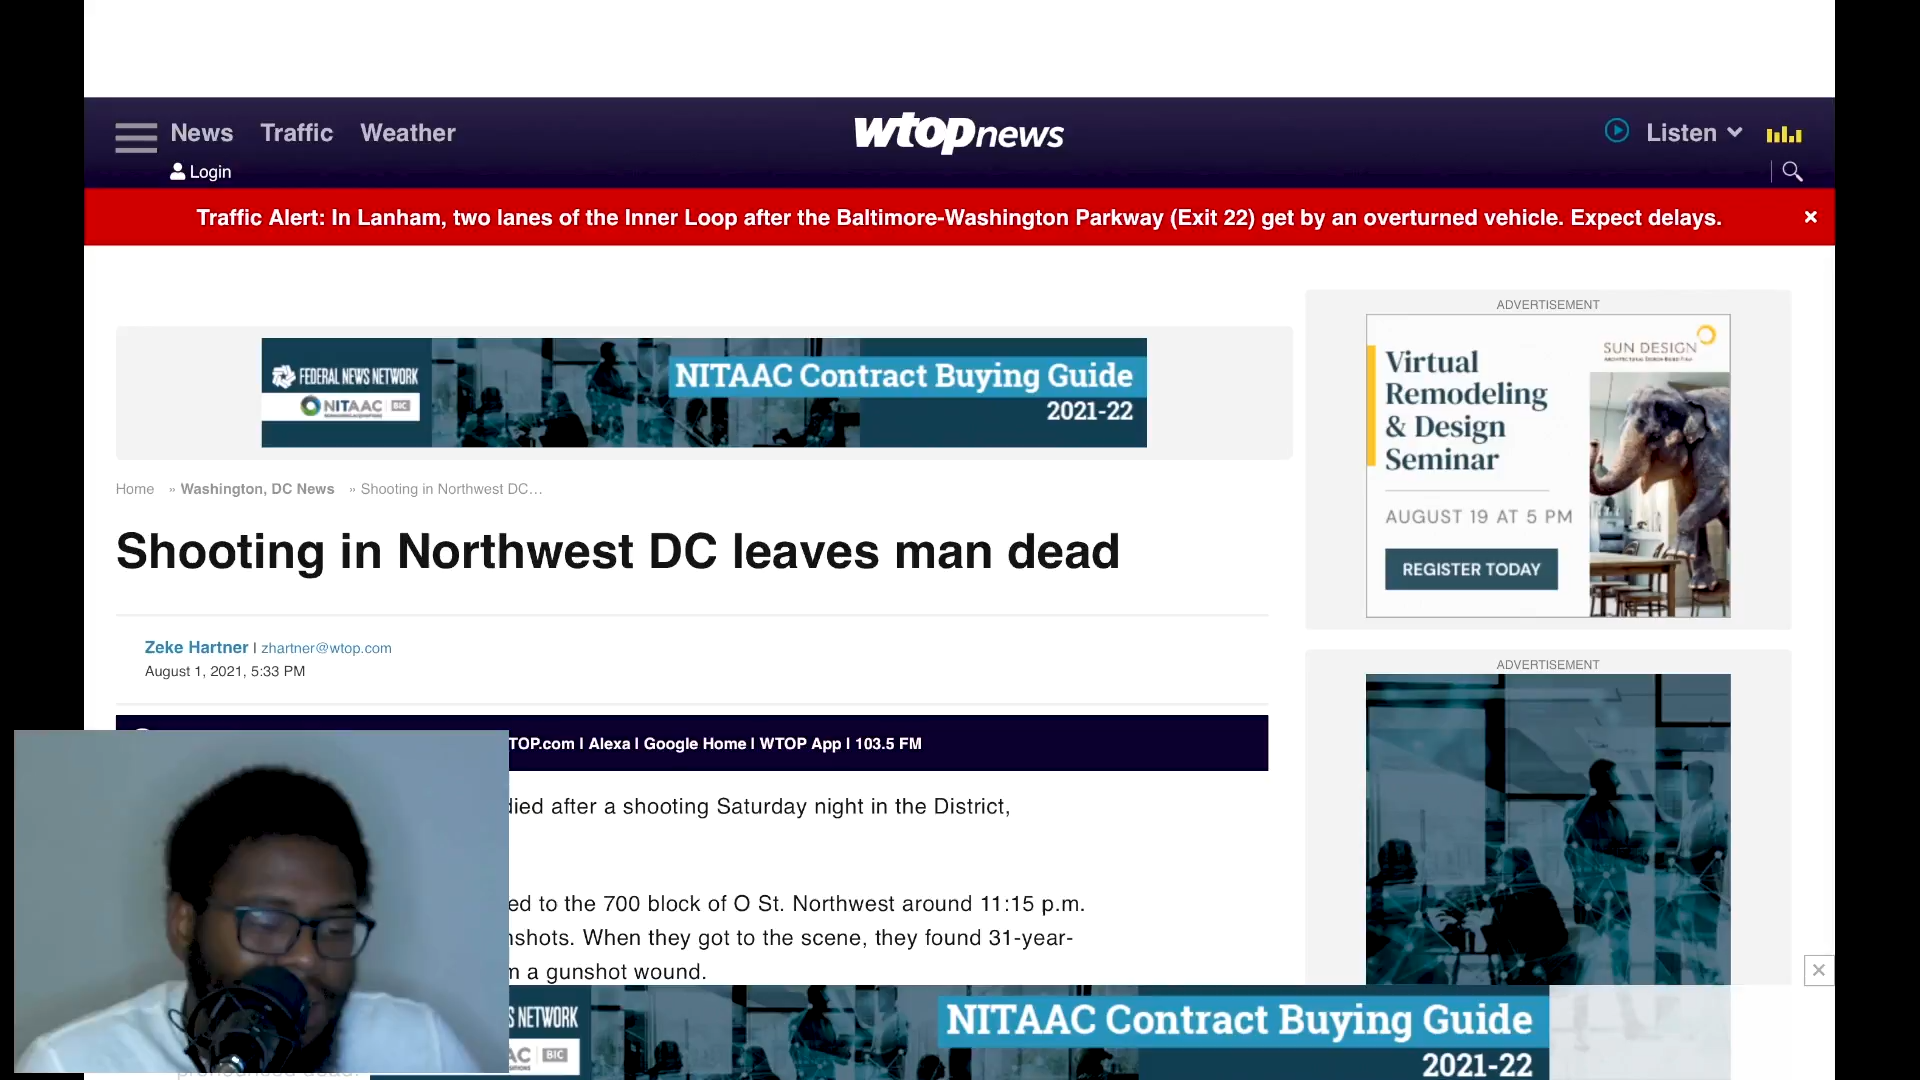 News Traffic Weather
Login
wtopnews
Listen
Traffic Alert: In Lanham, two lanes of the Inner Loop after the Baltimore-Washington Parkway (Exit 22) get by an overturned vehicle. Expect delays.
FEDERAL NEWS NETWORK
NITAAC BIC
NITAAC Contract Buying Guide
2021-22
ADVERTISEMENT
SUN DESIGN
Virtual
Remodeling
& Design
Seminar
AUGUST 19 AT 5 PM
REGISTER TODAY
Home » Washington, DC News » Shooting in Northwest DC…
Shooting in Northwest DC leaves man dead
Zeke Hartner | zhartner@wtop.com
August 1, 2021, 5:33 PM
ADVERTISEMENT
TOP.com | Alexa | Google Home | WTOP App | 103.5 FM
died after a shooting Saturday night in the District,
ed to the 700 block of O St. Northwest around 11:15 p.m.
nshots. When they got to the scene, they found 31-year-
a gunshot wound.
S NETWORK
AC BIC
NITAAC Contract Buying Guide
2021-22